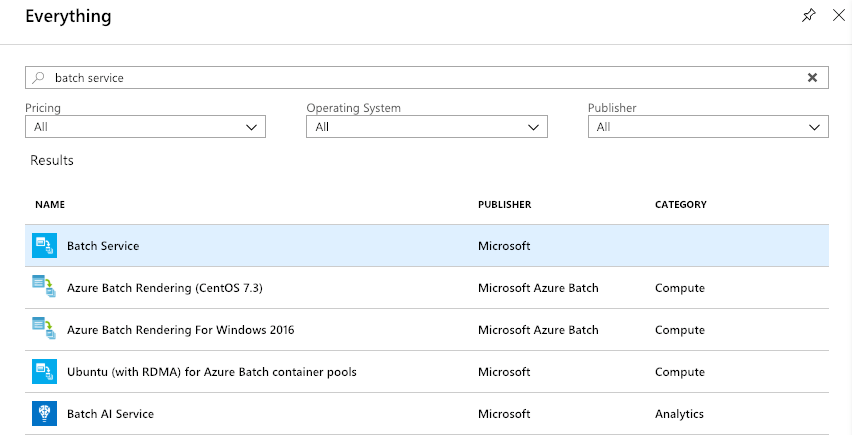 Everything
batch service
Pricing Operating System Publisher
All All All
Results
NAME PUBLISHER CATEGORY
Batch Service Microsoft
Azure Batch Rendering (CentOS 7.3) Microsoft Azure Batch Compute
Azure Batch Rendering For Windows 2016 Microsoft Azure Batch Compute
Ubuntu (with RDMA) for Azure Batch container pools Microsoft Compute
Batch AI Service Microsoft Analytics